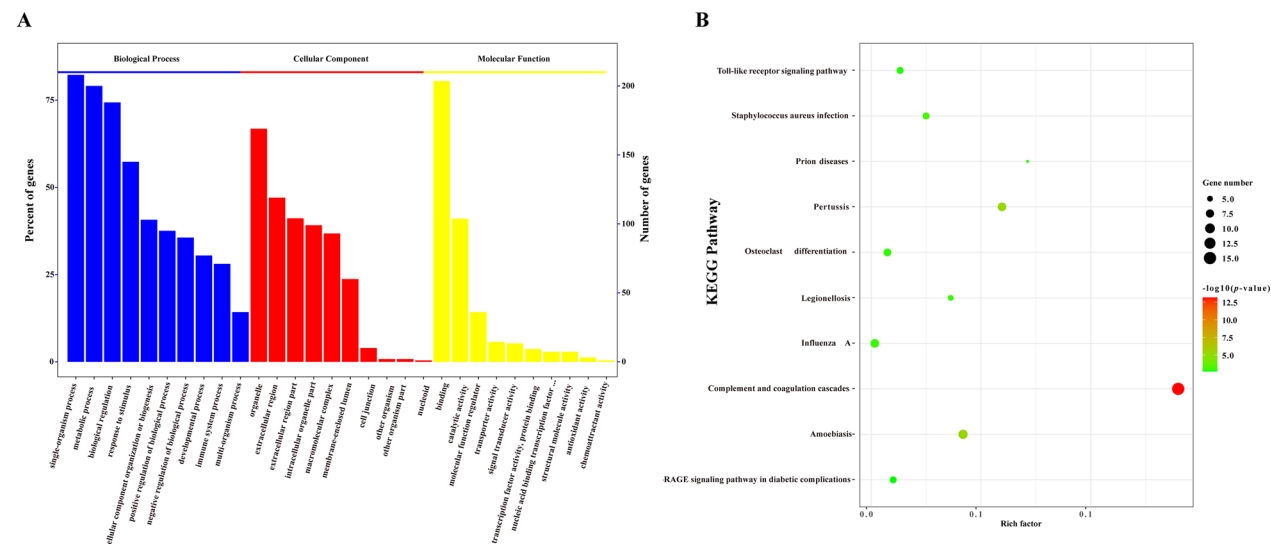 A
Biological Process
Cellular Component
Molecular Function
Percent of genes
75
50
25
0
200
150
100
50
0
Number of genes
single-organism process
metabolic process
biological regulation
response to stimulus
cellular component organization or biogenesis
positive regulation of biological process
negative regulation of biological process
developmental process
immune system process
multi-organism process
organelle
extracellular region
extracellular region part
intracellular organelle part
macromolecular complex
membrane-enclosed lumen
cell junction
other organism
other organism part
nucleoid
binding
catalytic activity
molecular function regulator
transporter activity
signal transducer activity
transcription factor activity, protein binding
nucleic acid binding transcription factor ...
structural molecule activity
antioxidant activity
chemoattractant activity
B
KEGG Pathway
Toll-like receptor signaling pathway
Staphylococcus aureus infection
Prion diseases
Pertussis
Osteoclast differentiation
Legionellosis
Influenza A
Complement and coagulation cascades
Amoebiasis
-RAGE signaling pathway in diabetic complications
0.0
0.1
0.1
Rich factor
Gene number
5.0
7.5
10.0
12.5
15.0
-log10(p-value)
12.5
10.0
7.5
5.0